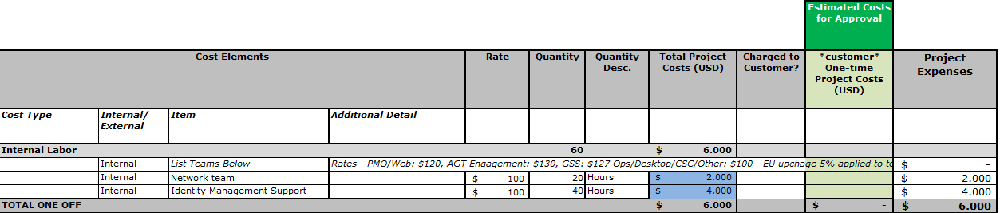 Estimated Costs
for Approval
Cost Elements Rate Quantity Quantity Desc. Total Project Costs (USD) Charged to Customer? *customer* One-time Project Costs (USD) Project Expenses
Cost Type Internal/ External Item Additional Detail
Internal Labor 60 $ 6.000
Internal List Teams Below Rates - PMO/Web: $120, AGT Engagement: $130, GSS: $127 Ops/Desktop/CSC/Other: $100 - EU upchage 5% applied to to $ -
Internal Network team $ 100 20 Hours $ 2.000 $ 2.000
Internal Identity Management Support $ 100 40 Hours $ 4.000 $ 4.000
TOTAL ONE OFF $ 6.000 $ - $ 6.000